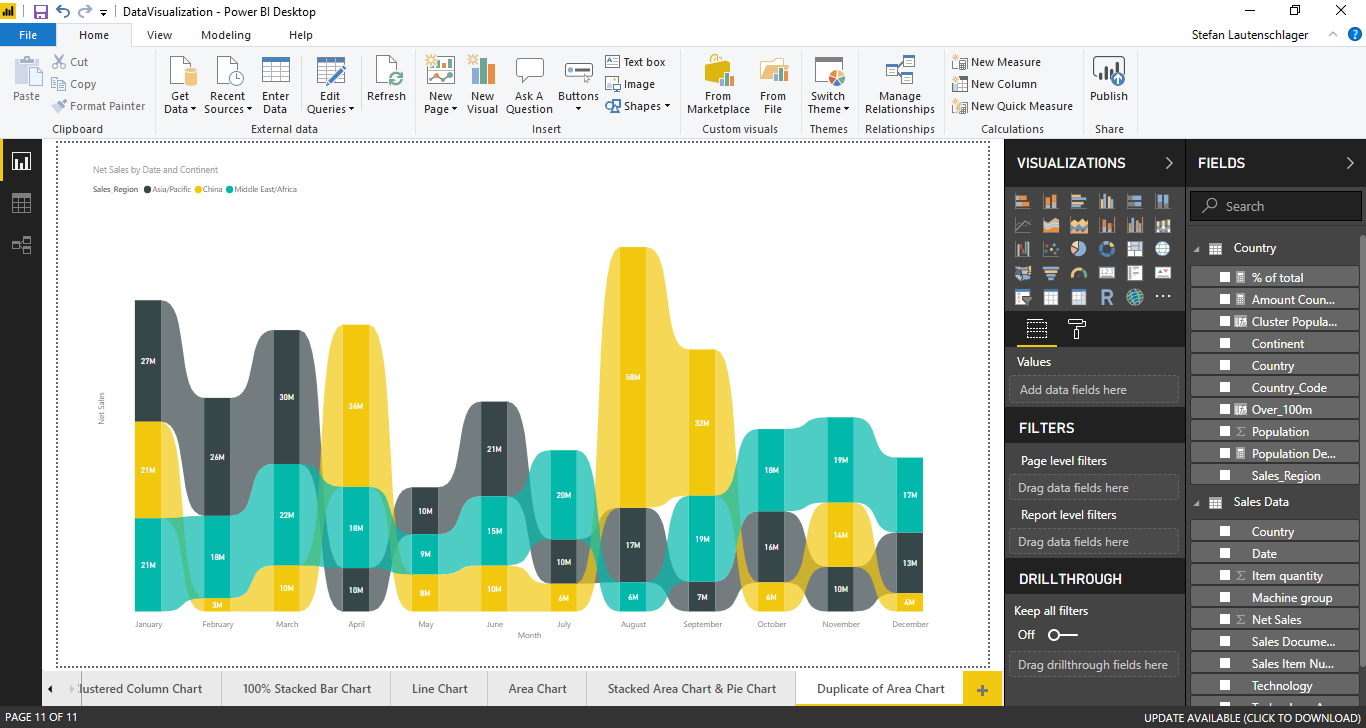 DataVisualization - Power BI Desktop
File Home View Modeling Help Stefan Lautenschlager ?
Paste
Cut
Copy
Format Painter
Clipboard
Get Data
Recent Sources
Enter Data
External data
Edit Queries
Refresh
New Page
New Visual
Ask A Question
Buttons
Text box
Image
Shapes
Insert
From Marketplace
From File
Custom visuals
Switch Theme
Themes
Manage Relationships
Relationships
New Measure
New Column
New Quick Measure
Calculations
Publish
Share
Net Sales by Date and Continent
Sales Region Asia/Pacific China Middle East/Africa
Net Sales
27M
21M
21M
26M
18M
3M
30M
22M
10M
36M
18M
10M
10M
9M
8M
21M
15M
10M
20M
10M
6M
58M
17M
6M
32M
19M
7M
18M
16M
6M
19M
14M
10M
17M
13M
4M
January February March April May June July August September October November December
Month
VISUALIZATIONS
R
Values
Add data fields here
FILTERS
Page level filters
Drag data fields here
Report level filters
Drag data fields here
DRILLTHROUGH
Keep all filters
Off
Drag drillthrough fields here
FIELDS
Search
Country
% of total
Amount Coun...
Cluster Popula...
Continent
Country
Country_Code
Over_100m
Σ Population
Population De...
Sales_Region
Sales Data
Country
Date
Σ Item quantity
Machine group
Σ Net Sales
Sales Docume...
Sales Item Nu...
Technology
lustered Column Chart 100% Stacked Bar Chart Line Chart Area Chart Stacked Area Chart & Pie Chart Duplicate of Area Chart +
PAGE 11 OF 11 UPDATE AVAILABLE (CLICK TO DOWNLOAD)